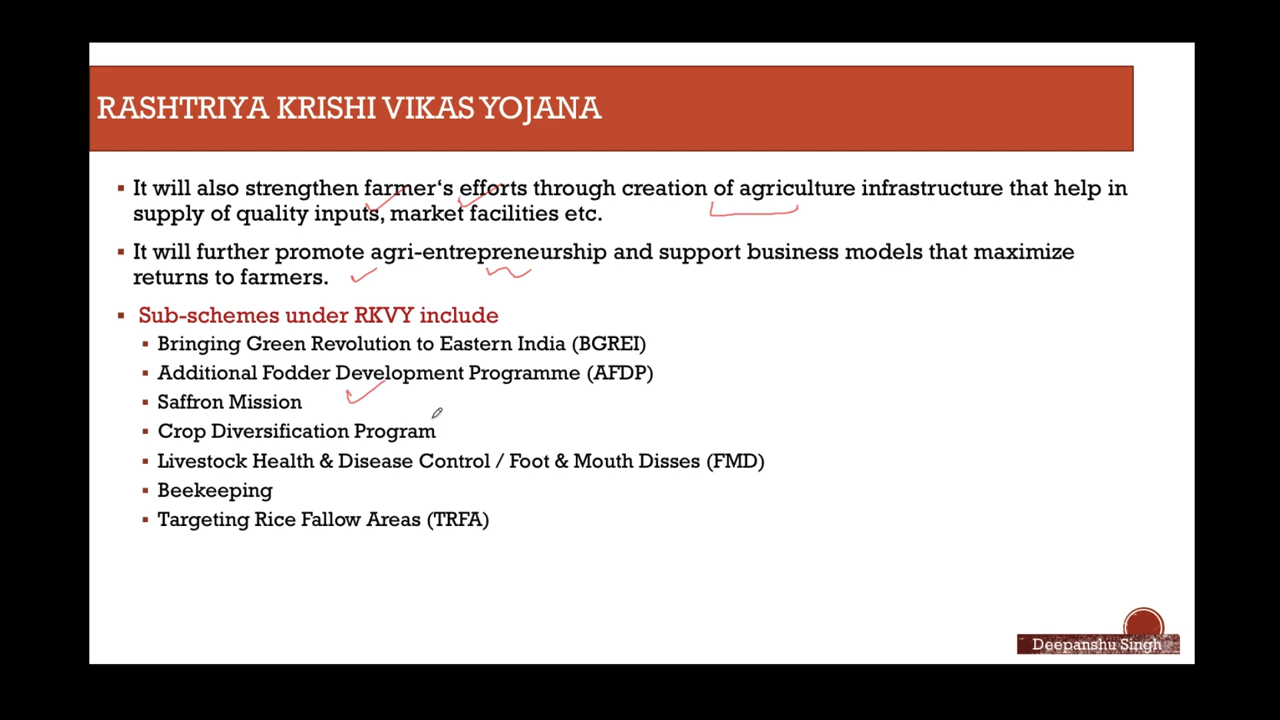 RASHTRIYA KRISHI VIKAS YOJANA
▪ It will also strengthen farmer‘s efforts through creation of agriculture infrastructure that help in
supply of quality inputs, market facilities etc.
▪ It will further promote agri-entrepreneurship and support business models that maximize
returns to farmers.
▪ Sub-schemes under RKVY include
▪ Bringing Green Revolution to Eastern India (BGREI)
▪ Additional Fodder Development Programme (AFDP)
▪ Saffron Mission
▪ Crop Diversification Program
▪ Livestock Health & Disease Control / Foot & Mouth Disses (FMD)
▪ Beekeeping
▪ Targeting Rice Fallow Areas (TRFA)
Deepanshu Singh